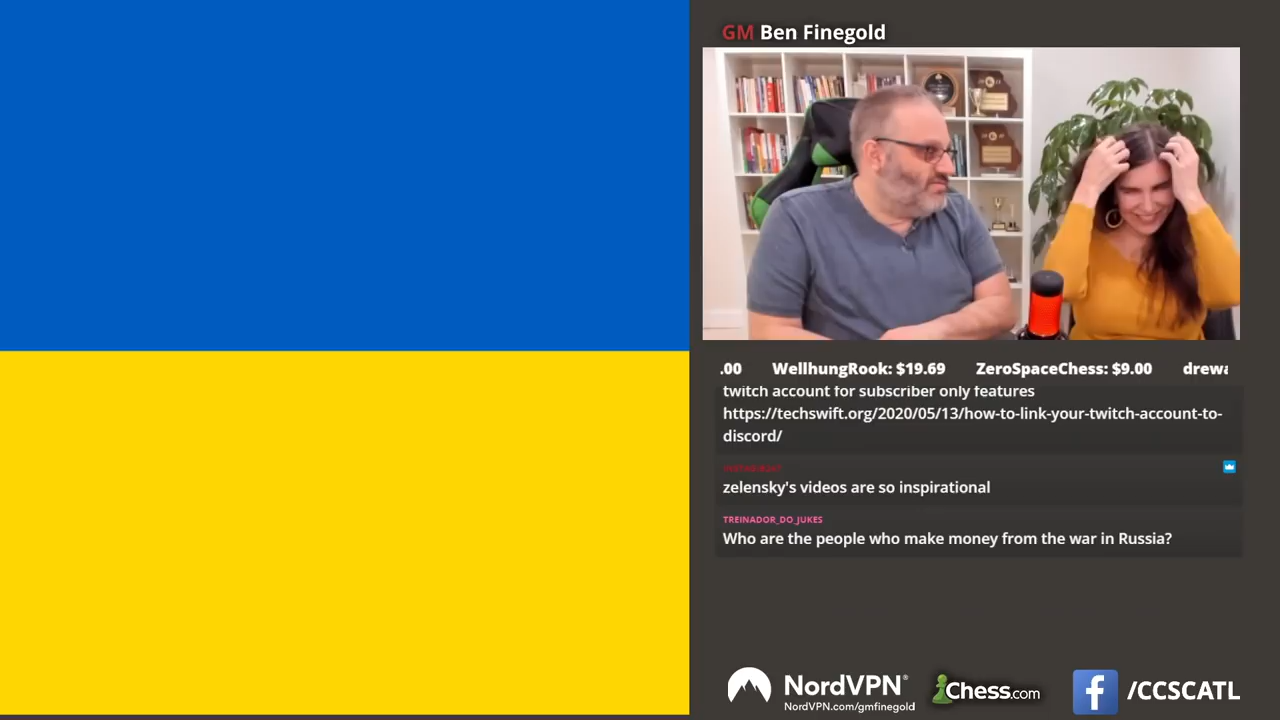 GM Ben Finegold
.00 WellhungRook: $19.69 ZeroSpaceChess: $9.00 drewa
twitch account for subscriber only features
https://techswift.org/2020/05/13/how-to-link-your-twitch-account-to-
discord/
zelensky's videos are so inspirational
TREINADOR_DO_JUKES
Who are the people who make money from the war in Russia?
NordVPN®
NordVPN.com/gmfinegold
iChess.com
f /CCSCATL